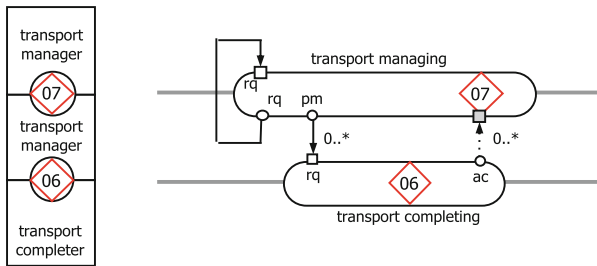 transport
manager
07
transport
manager
06
transport
completer
transport managing
rq
rq
pm
07
0..*
0..*
rq
06
ac
transport completing